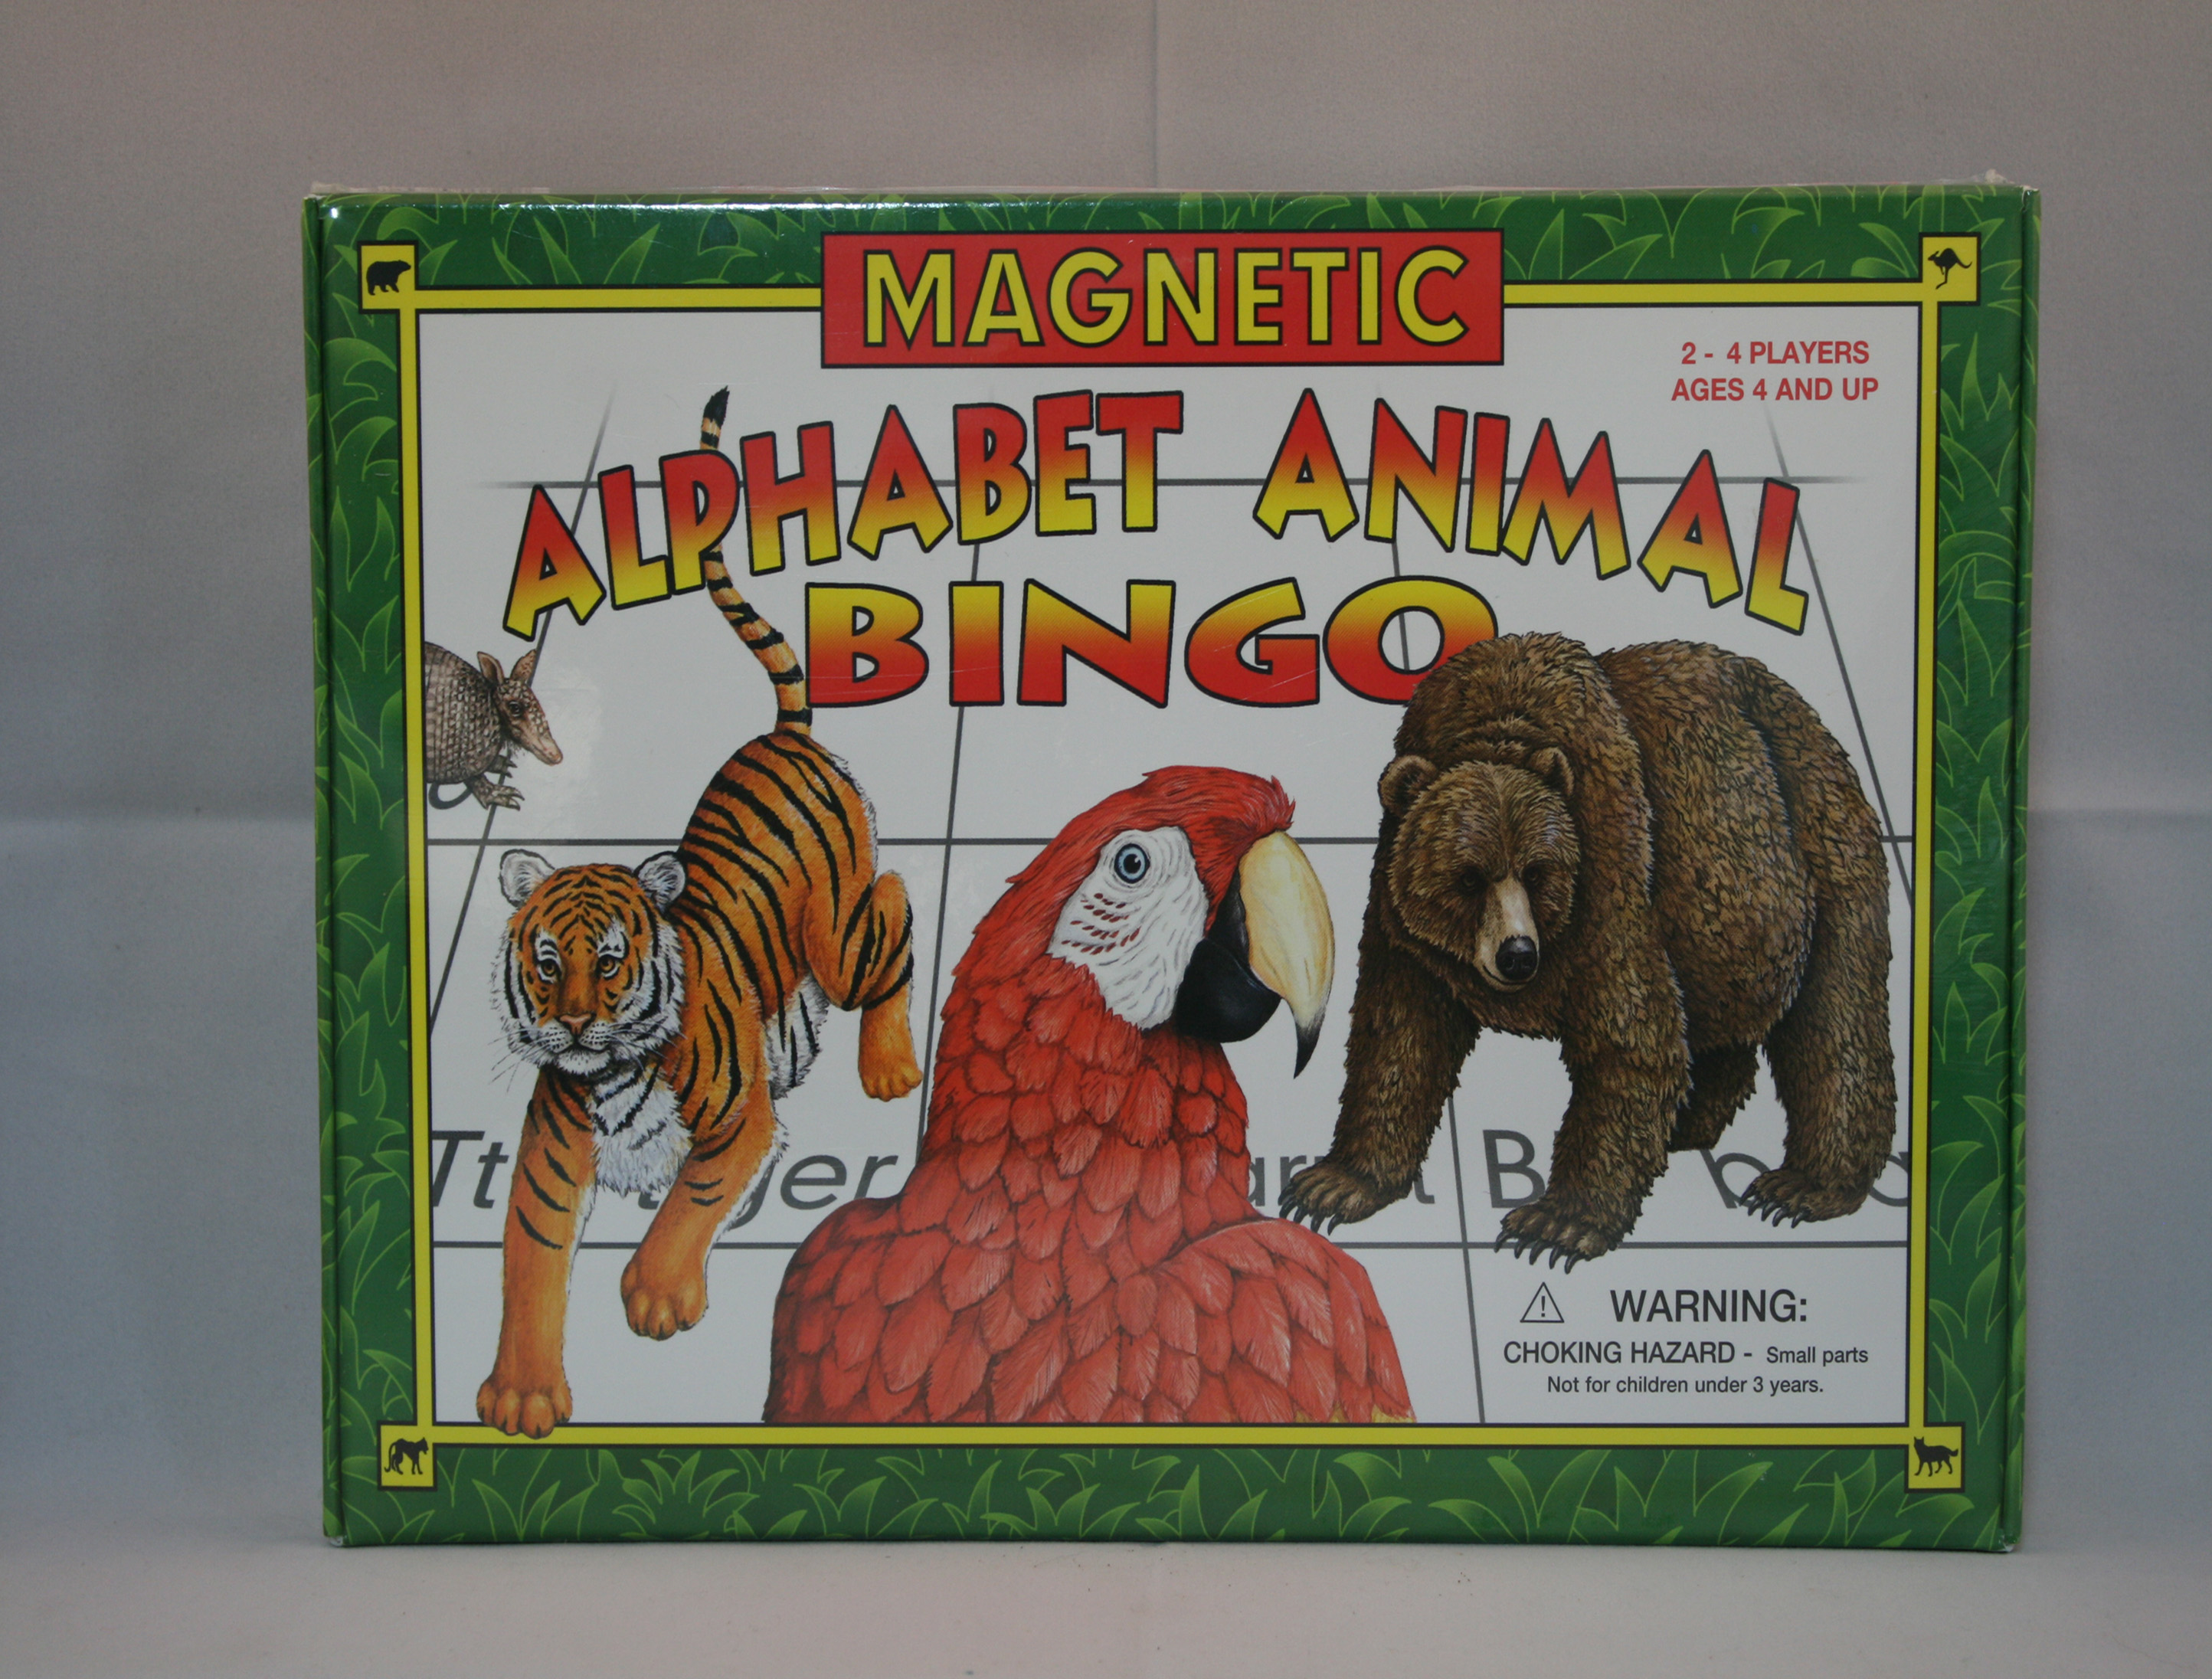 MAGNETIC
2 - 4 PLAYERS
AGES 4 AND UP
ALPHABET ANIMAL
BINGO
Tt
WARNING:
CHOKING HAZARD - Small parts
Not for children under 3 years.